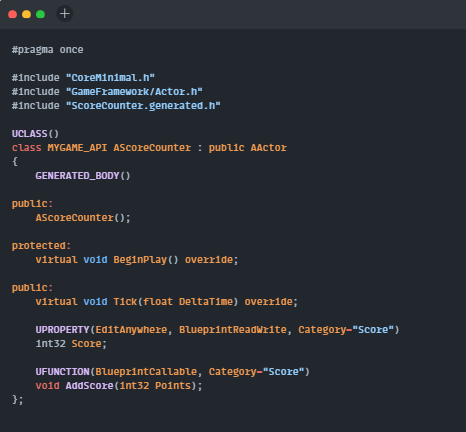 #pragma once
#include "CoreMinimal.h"
#include "GameFramework/Actor.h"
#include "ScoreCounter.generated.h"
UCLASS()
class MYGAME_API AScoreCounter : public AActor
{
GENERATED_BODY()
public:
AScoreCounter();
protected:
virtual void BeginPlay() override;
public:
virtual void Tick(float DeltaTime) override;
UPROPERTY(EditAnywhere, BlueprintReadWrite, Category="Score")
int32 Score;
UFUNCTION(BlueprintCallable, Category="Score")
void AddScore(int32 Points);
};